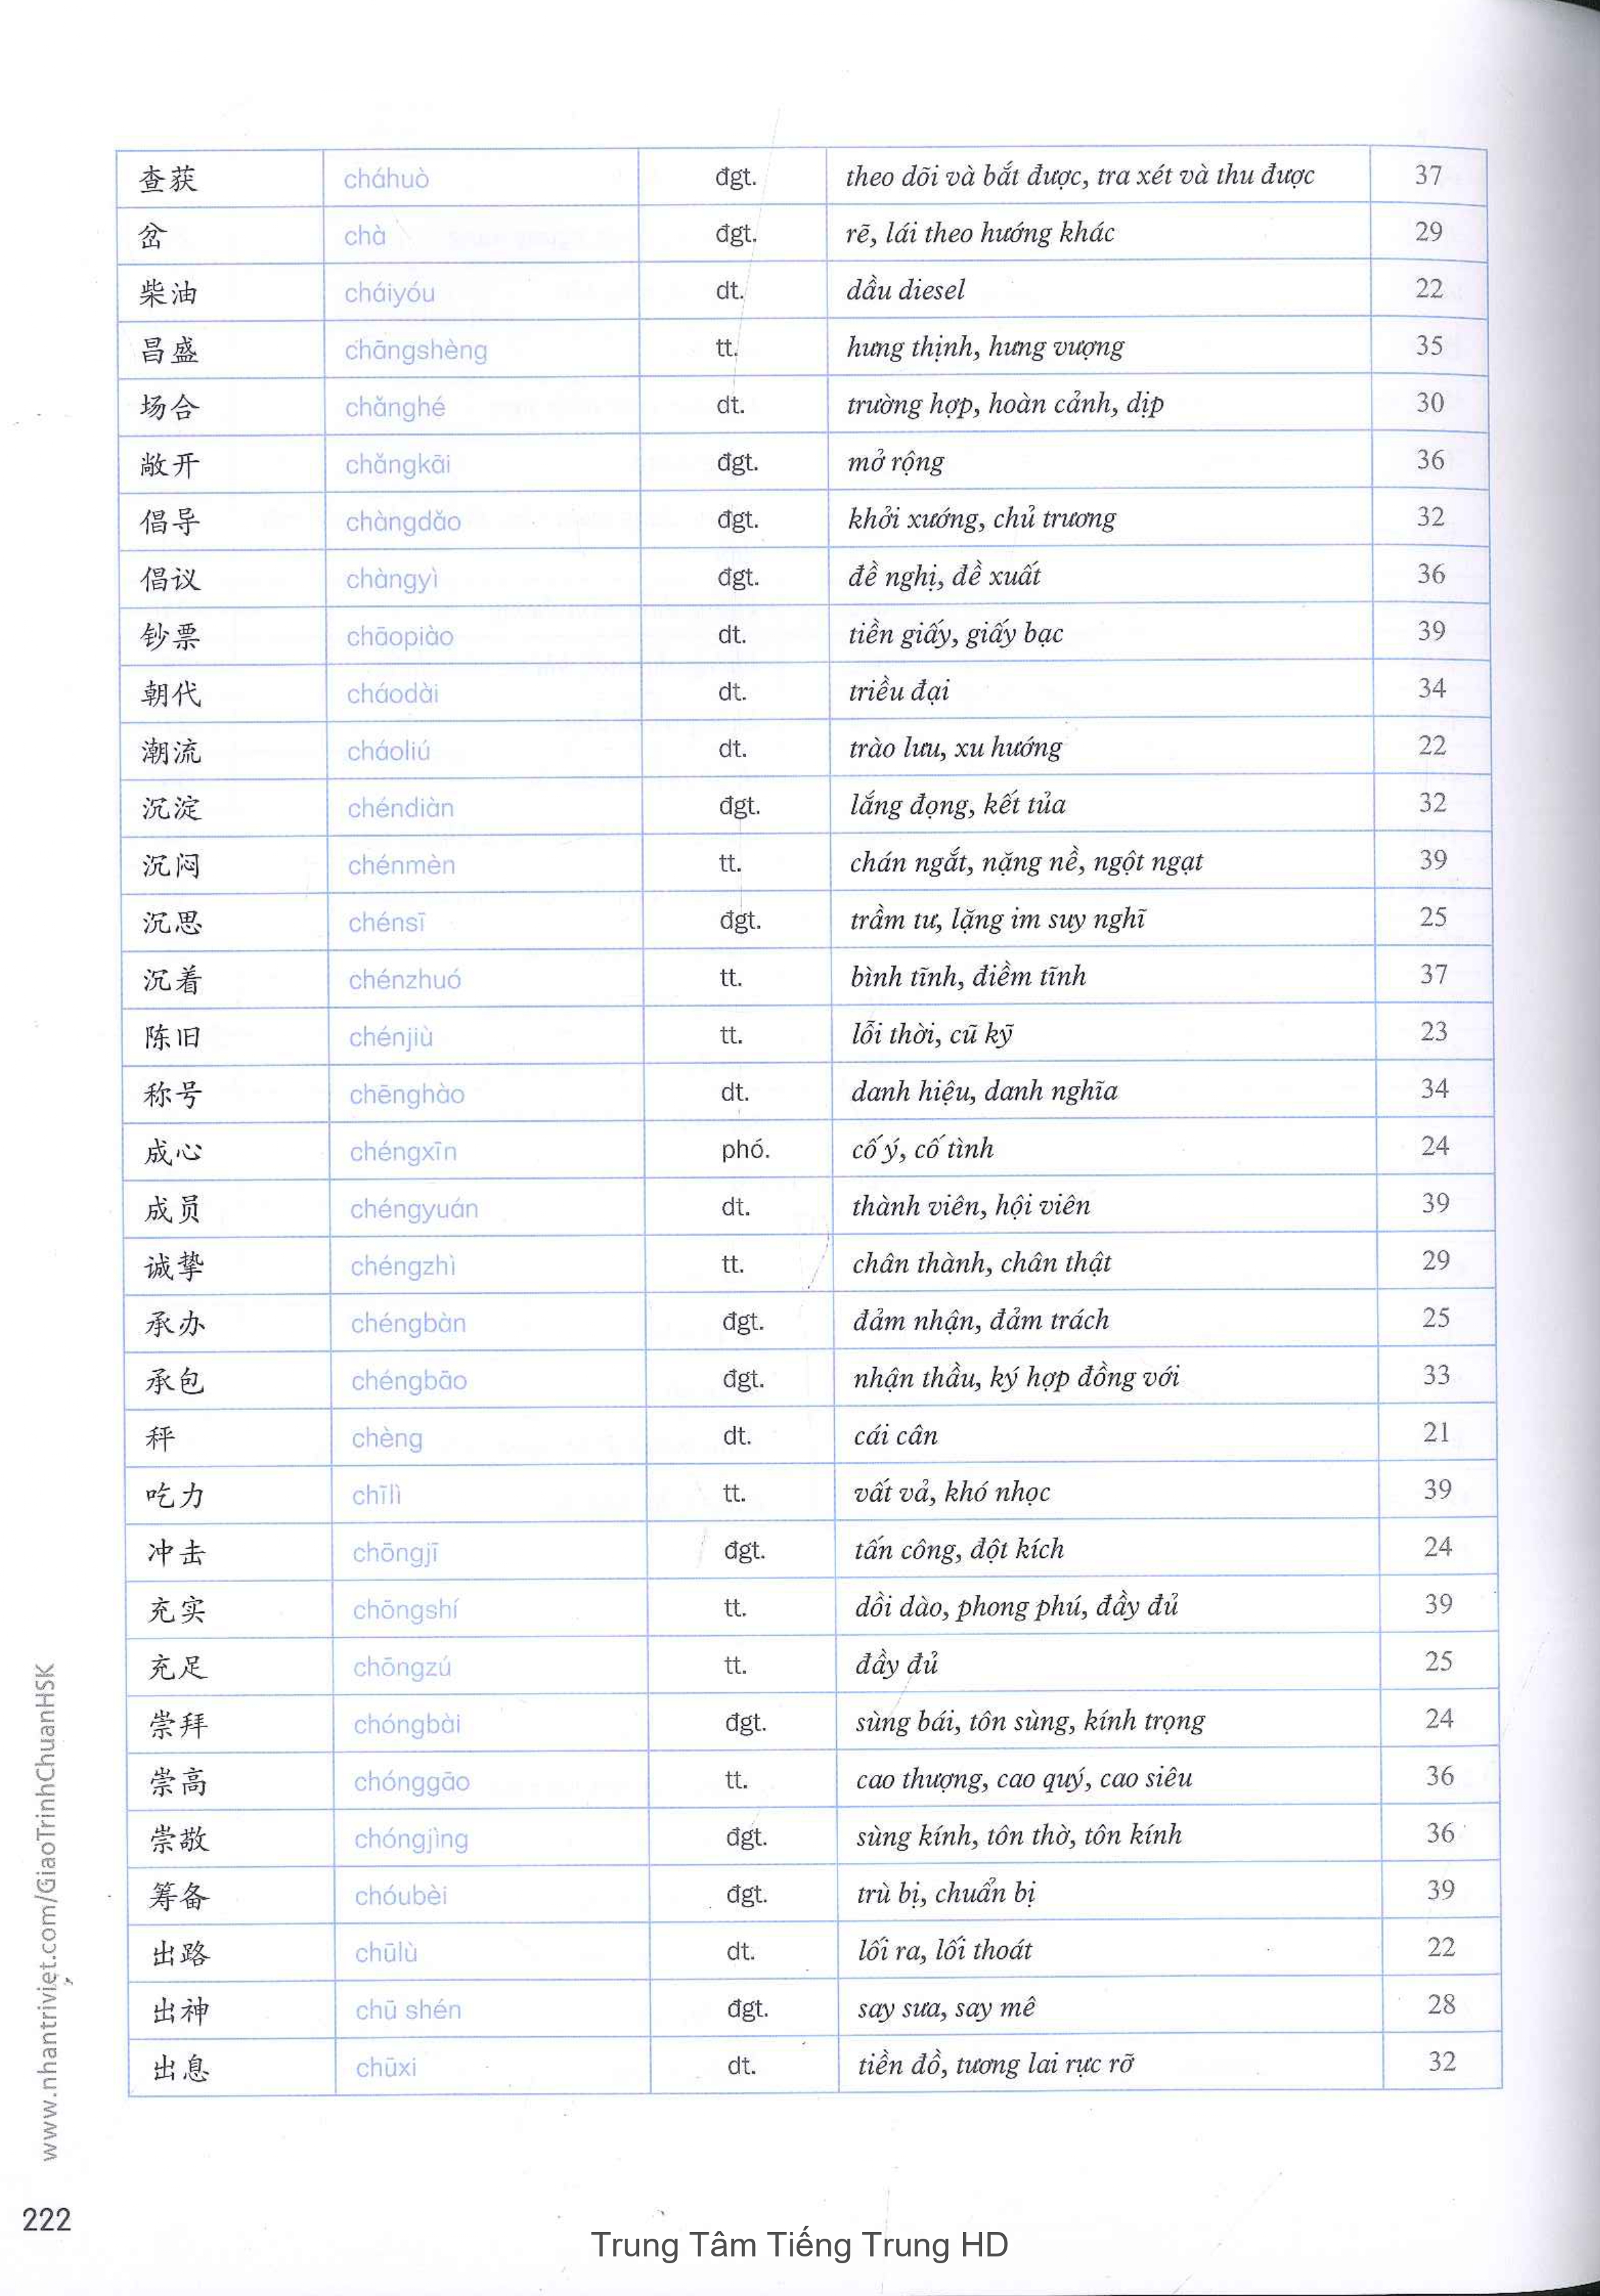 查获 cháhuò đgt. theo dõi và bắt được, tra xét và thu được 37
岔 chà đgt. rẽ, lái theo hướng khác 29
柴油 cháiyóu dt. dầu diesel 22
昌盛 chāngshèng tt. hưng thịnh, hưng vượng 35
场合 chǎnghé dt. trường hợp, hoàn cảnh, dịp 30
敞开 chǎngkāi đgt. mở rộng 36
倡导 chàngdǎo đgt. khởi xướng, chủ trương 32
倡议 chàngyì đgt. đề nghị, đề xuất 36
钞票 chāopiào dt. tiền giấy, giấy bạc 39
朝代 cháodài dt. triều đại 34
潮流 cháoliú dt. trào lưu, xu hướng 22
沉淀 chéndiàn đgt. lắng đọng, kết tủa 32
沉闷 chénmèn tt. chán ngắt, nặng nề, ngột ngạt 39
沉思 chénsī đgt. trầm tư, lặng im suy nghĩ 25
沉着 chénzhuó tt. bình tĩnh, điềm tĩnh 37
陈旧 chénjiù tt. lỗi thời, cũ kỹ 23
称号 chēnghào dt. danh hiệu, danh nghĩa 34
成心 chéngxīn phó. cố ý, cố tình 24
成员 chéngyuán dt. thành viên, hội viên 39
诚挚 chéngzhì tt. chân thành, chân thật 29
承办 chéngbàn đgt. đảm nhận, đảm trách 25
承包 chéngbāo đgt. nhận thầu, ký hợp đồng với 33
秤 chèng dt. cái cân 21
吃力 chīlì tt. vất vả, khó nhọc 39
冲击 chōngjī đgt. tấn công, đột kích 24
充实 chōngshí tt. dồi dào, phong phú, đầy đủ 39
充足 chōngzú tt. đầy đủ 25
崇拜 chóngbài đgt. sùng bái, tôn sùng, kính trọng 24
崇高 chónggāo tt. cao thượng, cao quý, cao siêu 36
崇敬 chóngjìng đgt. sùng kính, tôn thờ, tôn kính 36
筹备 chóubèi đgt. trù bị, chuẩn bị 39
出路 chūlù dt. lối ra, lối thoát 22
出神 chū shén đgt. say sưa, say mê 28
出息 chūxi dt. tiền đồ, tương lai rực rỡ 32
www.nhantriviet.com/GiaoTrinhChuanHSK
222
Trung Tâm Tiếng Trung HD